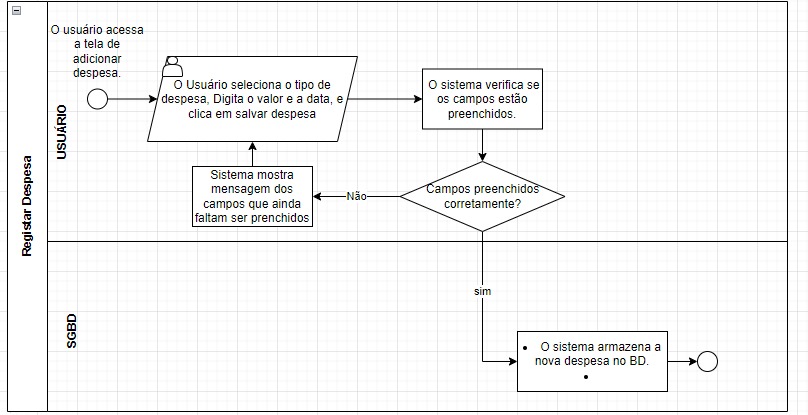 O usuário acessa
a tela de
adicionar
despesa.
O Usuário seleciona o tipo de
despesa, Digita o valor e a data, e
clica em salvar despesa
O sistema verifica se
os campos estão
preenchidos.
USUÁRIO
Registar Despesa
Sistema mostra
mensagem dos
campos que ainda
faltam ser prenchidos
Não
Campos preenchidos
corretamente?
sim
SGBD
• O sistema armazena a
nova despesa no BD.
•